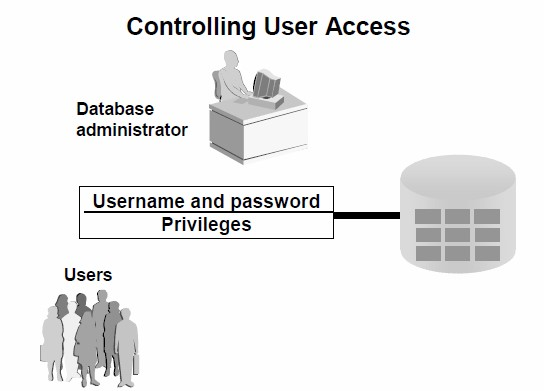 Controlling User Access
Database
administrator
Username and password
Privileges
Users